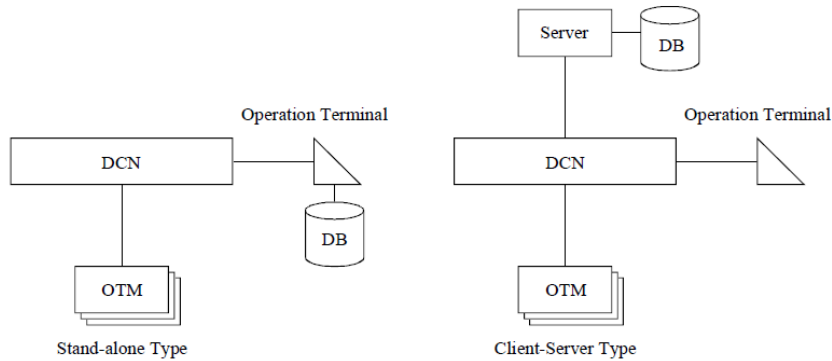 Server
DB
Operation Terminal
Operation Terminal
DCN
DCN
DB
OTM
OTM
Stand-alone Type
Client-Server Type